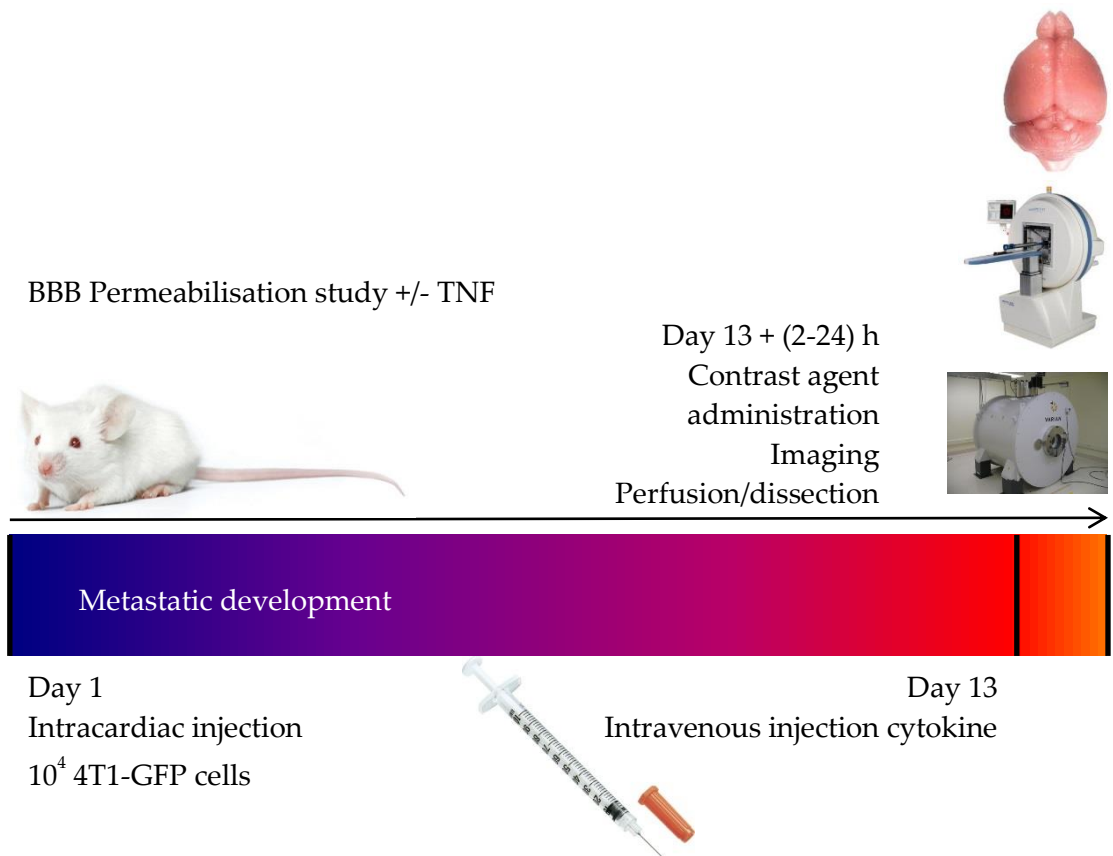 BBB Permeabilisation study +/- TNF
Day 13 + (2-24) h
Contrast agent
administration
Imaging
Perfusion/dissection
Metastatic development
Day 1
Intracardiac injection
10⁴ 4T1-GFP cells
Day 13
Intravenous injection cytokine